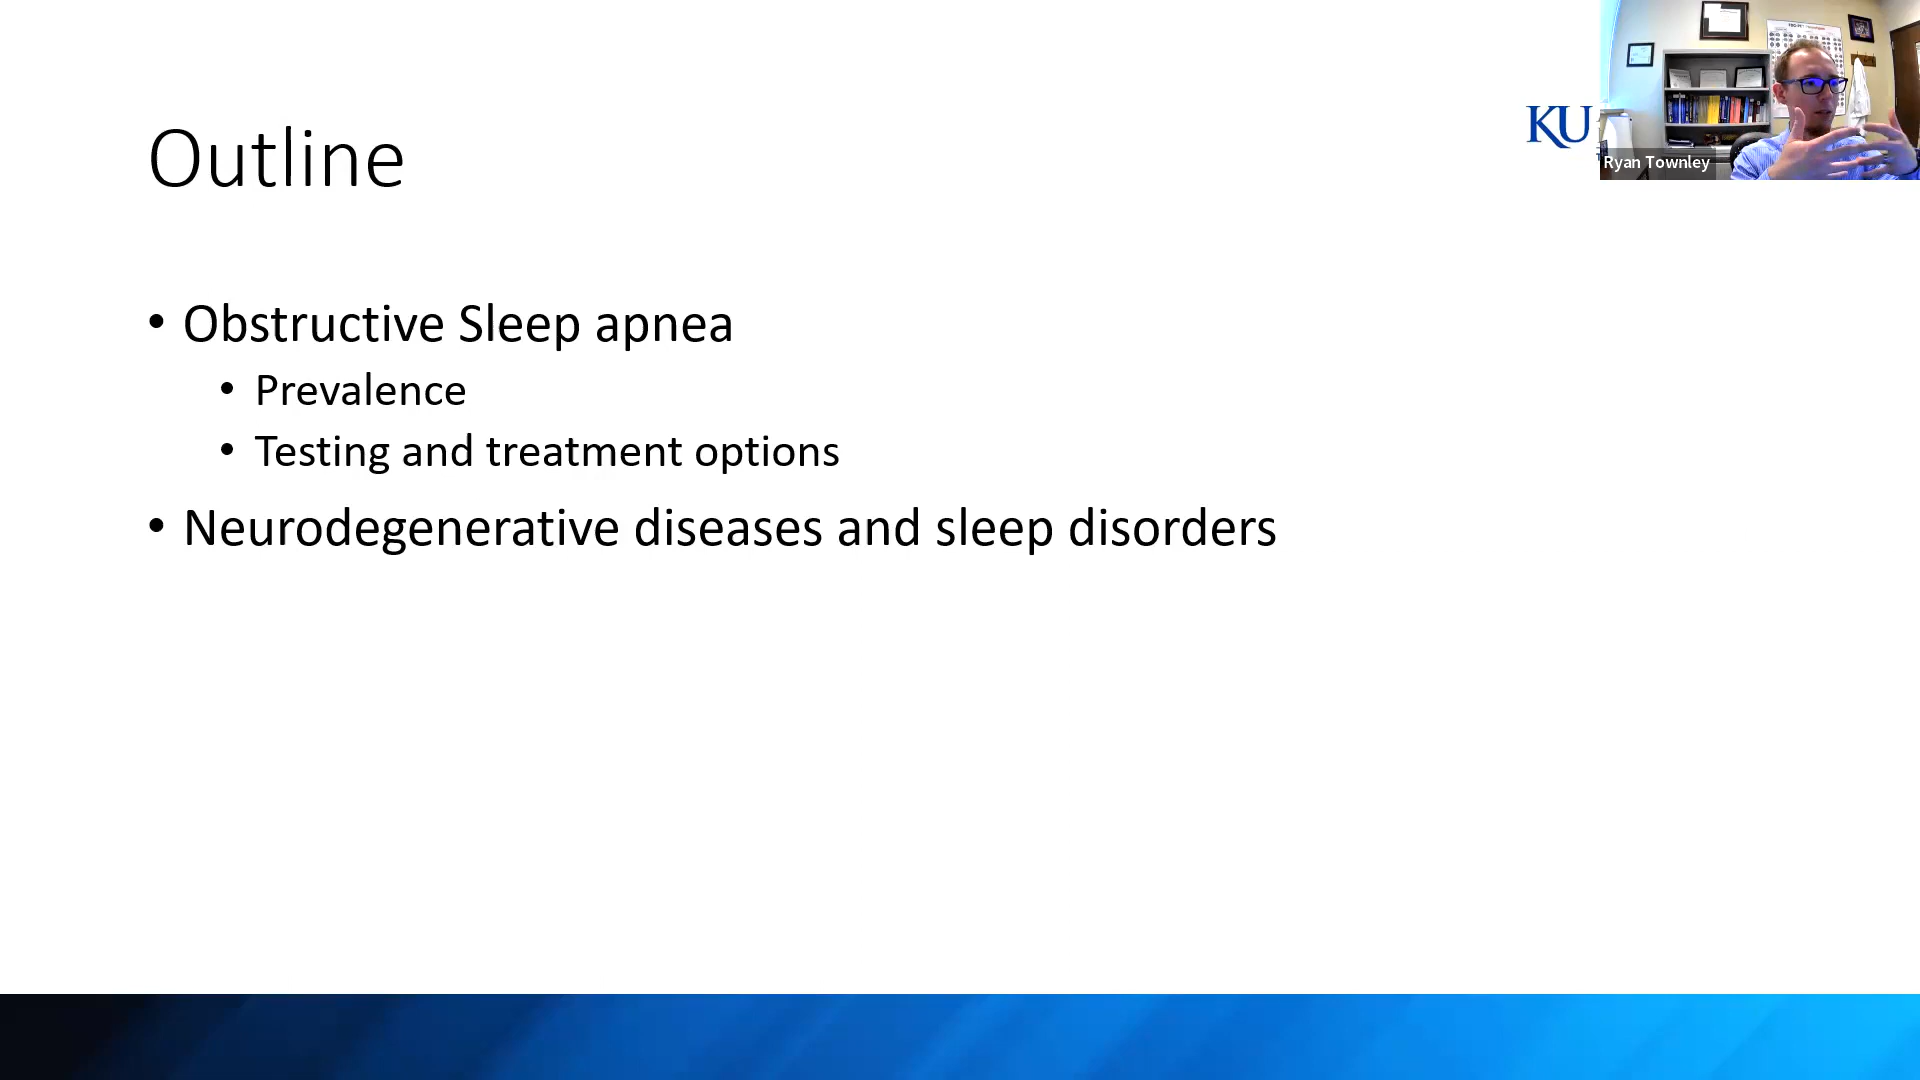 Outline
KU
Ryan Townley
• Obstructive Sleep apnea
• Prevalence
• Testing and treatment options
• Neurodegenerative diseases and sleep disorders